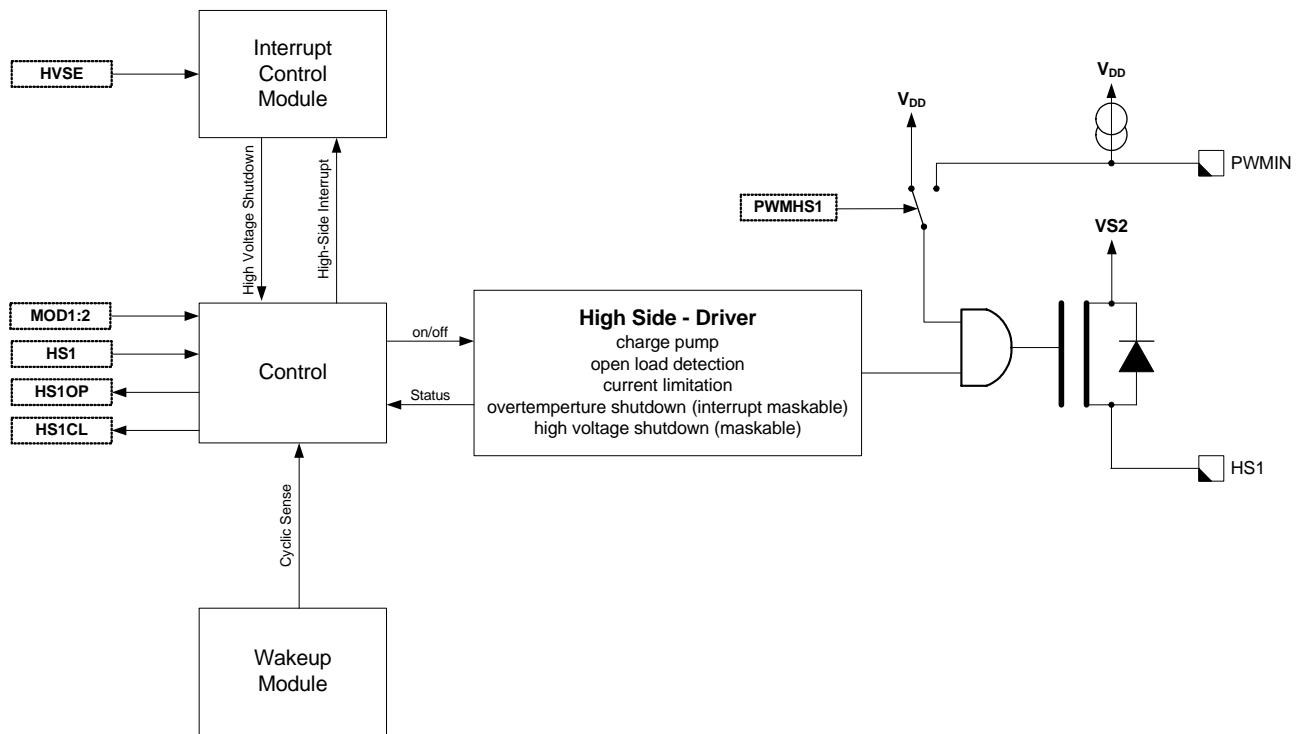 Interrupt
Control
Module
HVSE
High Voltage Shutdown
High-Side Interrupt
VDD
VDD
PWMIN
PWMHS1
VS2
MOD1:2
HS1
HS1OP
HS1CL
Control
on/off
Status
High Side - Driver
charge pump
open load detection
current limitation
overtemperture shutdown (interrupt maskable)
high voltage shutdown (maskable)
HS1
Cyclic Sense
Wakeup
Module